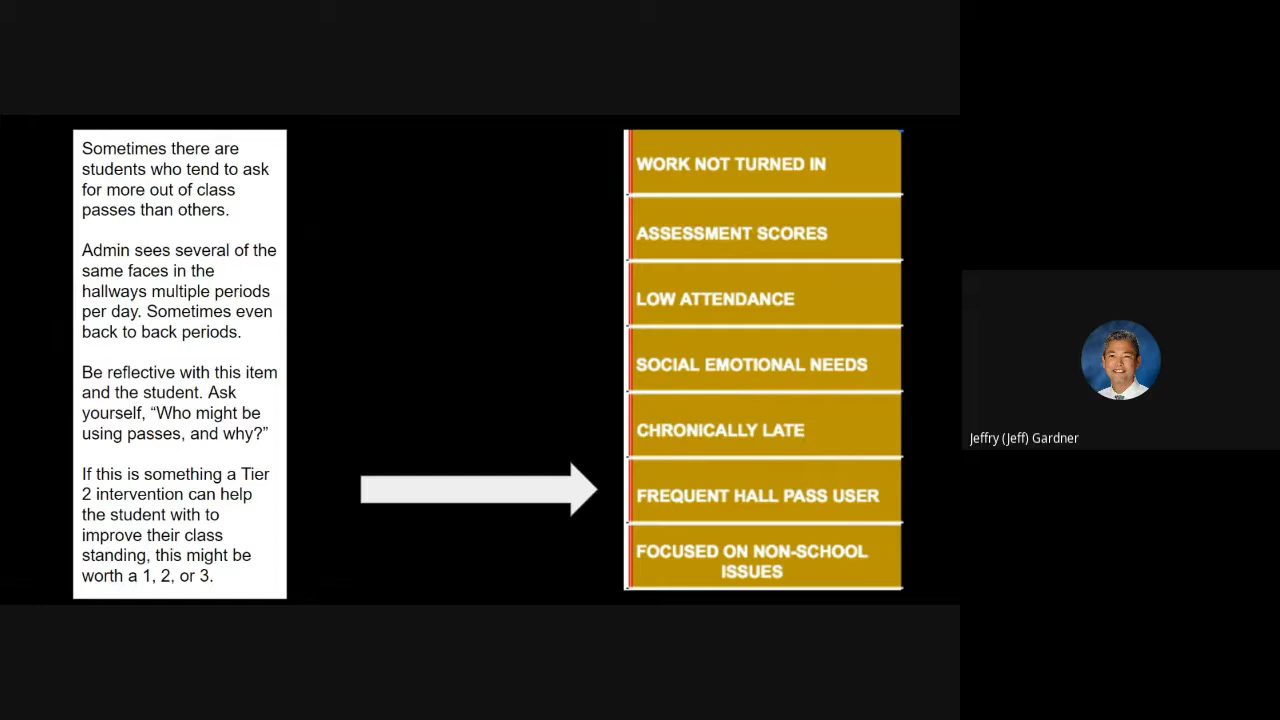 Sometimes there are
students who tend to ask
for more out of class
passes than others.
Admin sees several of the
same faces in the
hallways multiple periods
per day. Sometimes even
back to back periods.
Be reflective with this item
and the student. Ask
yourself, “Who might be
using passes, and why?”
If this is something a Tier
2 intervention can help
the student with to
improve their class
standing, this might be
worth a 1, 2, or 3.
WORK NOT TURNED IN
ASSESSMENT SCORES
LOW ATTENDANCE
SOCIAL EMOTIONAL NEEDS
CHRONICALLY LATE
FREQUENT HALL PASS USER
FOCUSED ON NON-SCHOOL
ISSUES
Jeffry (Jeff) Gardner